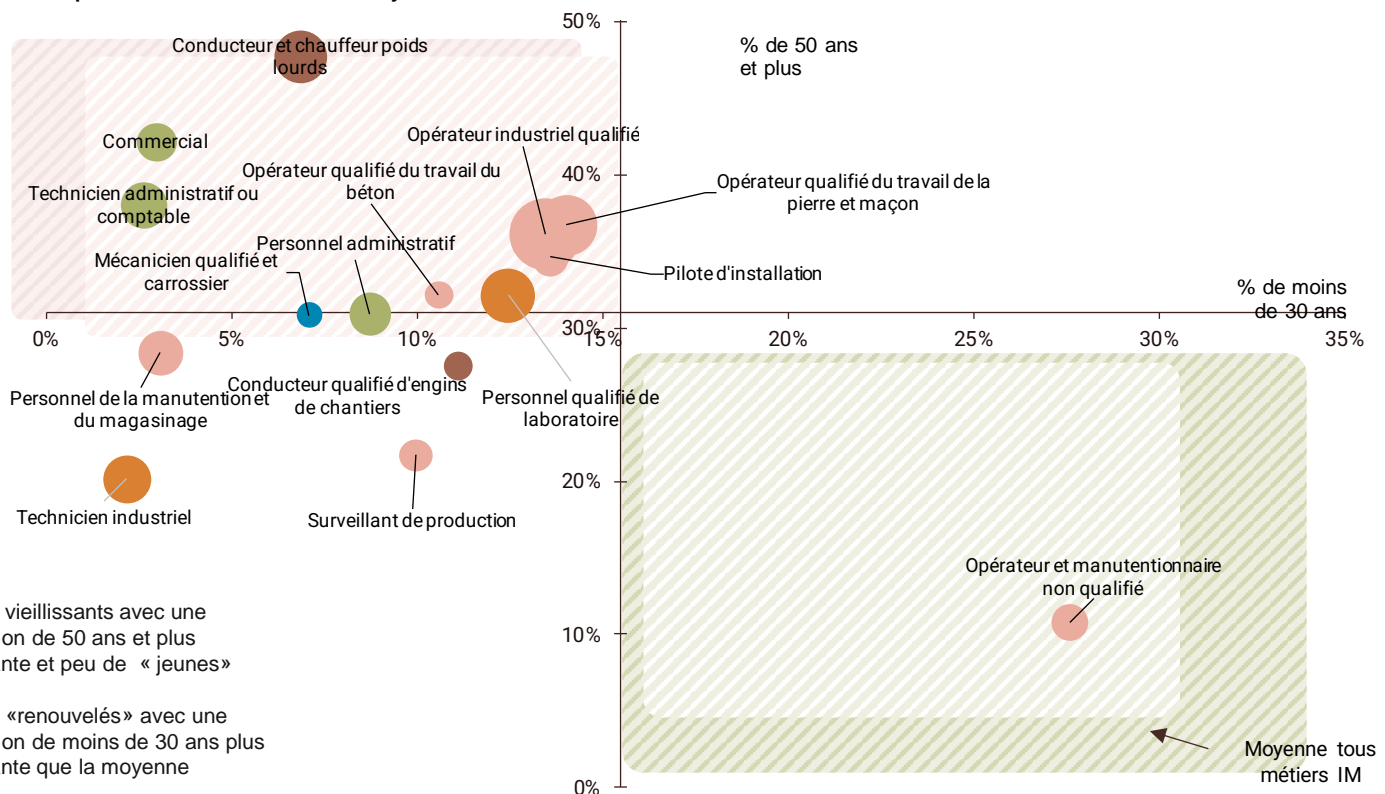 50%
Conducteur et chauffeur poids
lourds
% de 50 ans
et plus
Commercial
Opérateur industriel qualifié
Opérateur qualifié du travail du
béton
40%
Opérateur qualifié du travail de la
pierre et maçon
Technicien administratif ou
comptable
Personnel administratif
Mécanicien qualifié et
carrossier
Pilote d'installation
% de moins
de 30 ans
30%
0%
5%
10%
15%
20%
25%
30%
35%
Personnel de la manutention et
du magasinage
Conducteur qualifié d'engins
de chantiers
Personnel qualifié de
laboratoire
20%
Technicien industriel
Surveillant de production
Opérateur et manutentionnaire
non qualifié
10%
vieillissants avec une
on de 50 ans et plus
nte et peu de « jeunes»
«renouvelés» avec une
on de moins de 30 ans plus
nte que la moyenne
Moyenne tous
métiers IM
0%